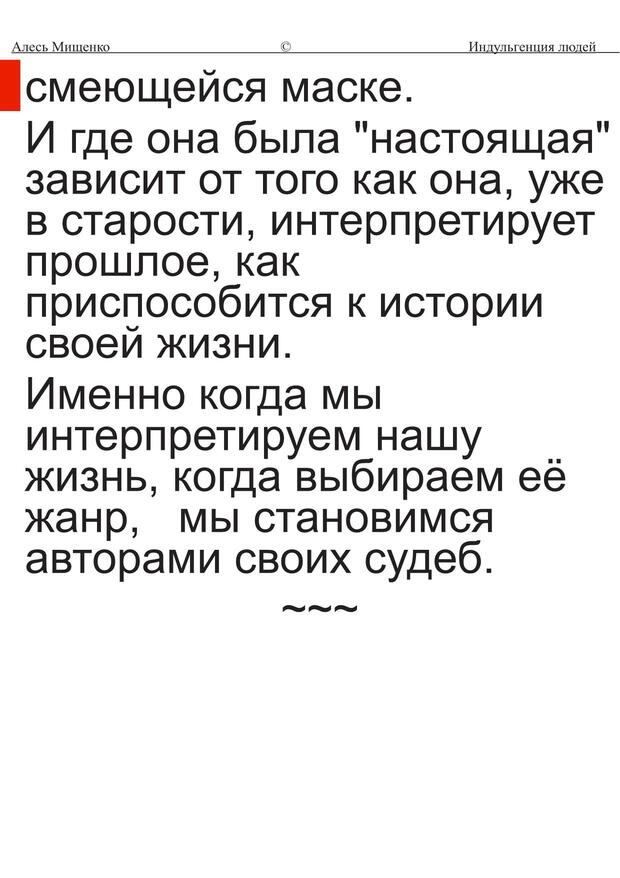 Алесь Мищенко © Индульгенция людей
смеющейся маске.
И где она была "настоящая"
зависит от того как она, уже
в старости, интерпретирует
прошлое, как
приспособится к истории
своей жизни.
Именно когда мы
интерпретируем нашу
жизнь, когда выбираем её
жанр, мы становимся
авторами своих судеб.
~~~